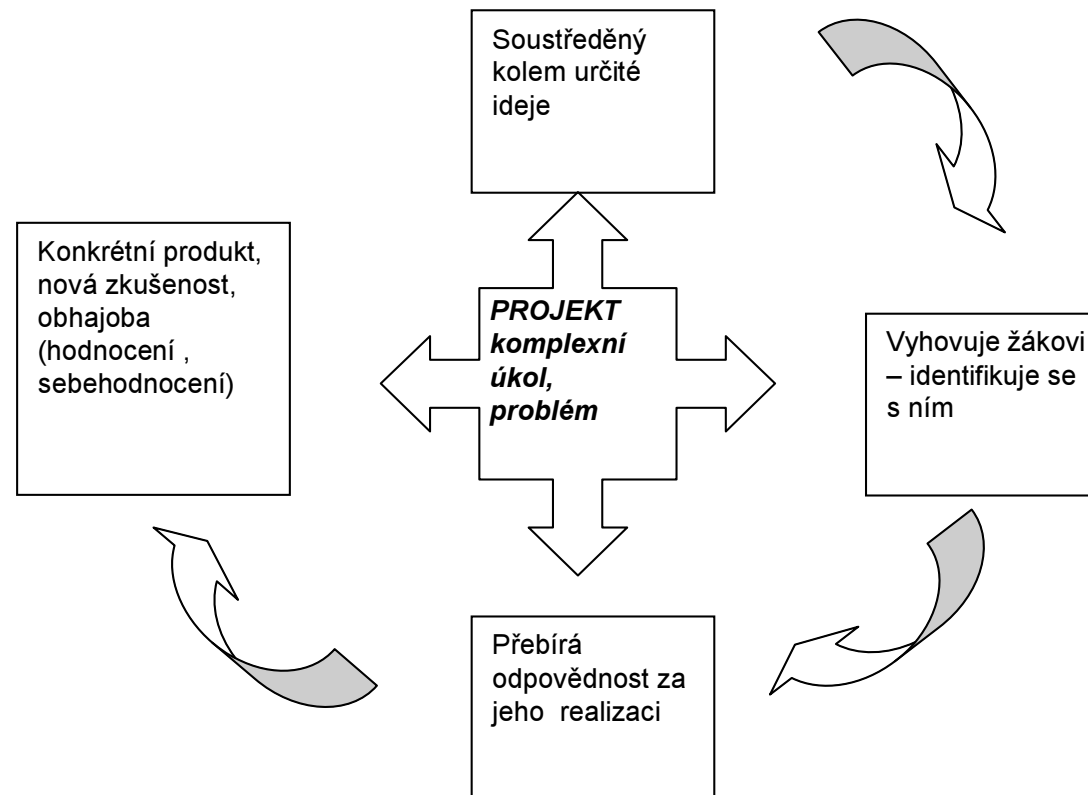 Soustředěný
kolem určité
ideje
Konkrétní produkt,
nová zkušenost,
obhajoba
(hodnocení ,
sebehodnocení)
PROJEKT
komplexní
úkol,
problém
Vyhovuje žákovi
– identifikuje se
s ním
Přebírá
odpovědnost za
jeho  realizaci